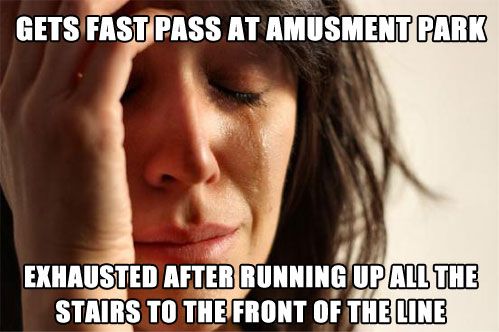 GETS FAST PASS AT AMUSMENT PARK
EXHAUSTED AFTER RUNNING UP ALL THE
STAIRS TO THE FRONT OF THE LINE